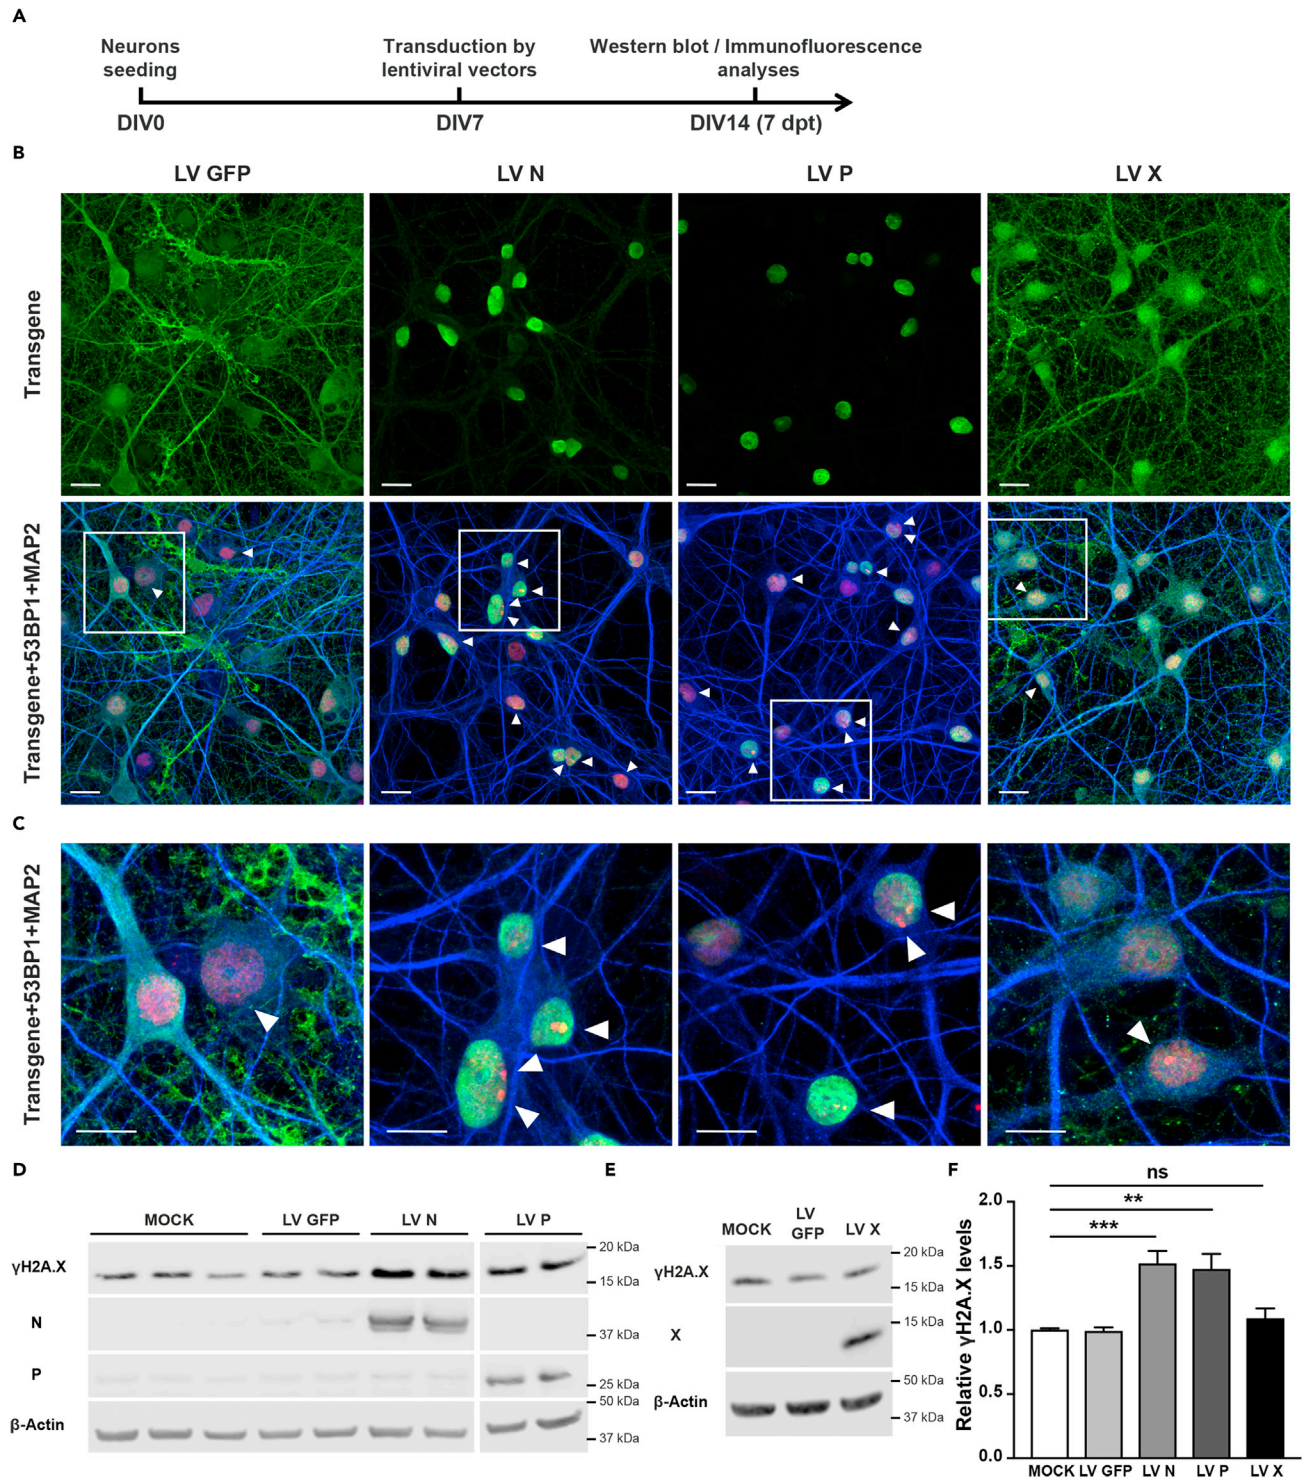 A
Neurons
seeding
Transduction by
lentiviral vectors
Western blot / Immunofluorescence
analyses
DIV0
DIV7
DIV14 (7 dpt)
B
LV GFP
LV N
LV P
LV X
Transgene
Transgene+53BP1+MAP2
C
Transgene+53BP1+MAP2
D
MOCK
LV GFP
LV N
LV P
γH2A.X
20 kDa
15 kDa
N
37 kDa
P
25 kDa
50 kDa
β-Actin
37 kDa
E
MOCK
LV
GFP
LV X
γH2A.X
20 kDa
15 kDa
X
15 kDa
β-Actin
50 kDa
37 kDa
F
ns
**
***
Relative γH2A.X levels
2.0
1.5
1.0
0.5
0.0
MOCK LV GFP LV N LV P LV X